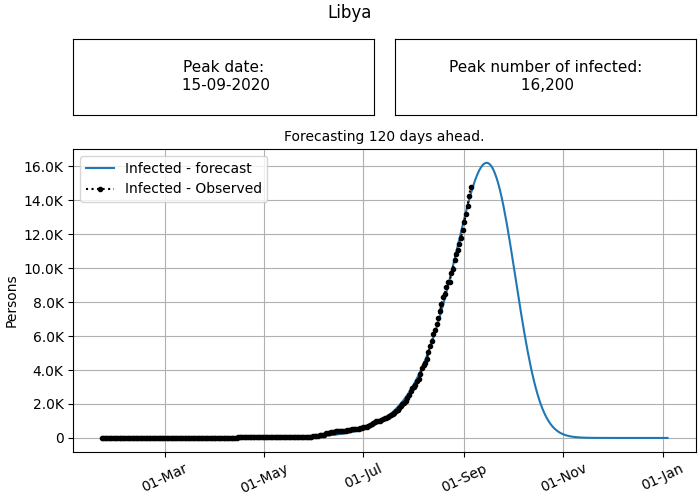 Libya
Peak date:
15-09-2020
Peak number of infected:
16,200
Forecasting 120 days ahead.
Infected - forecast
Infected - Observed
16.0K
14.0K
12.0K
10.0K
8.0K
6.0K
4.0K
2.0K
0
Persons
01-Mar
01-May
01-Jul
01-Sep
01-Nov
01-Jan